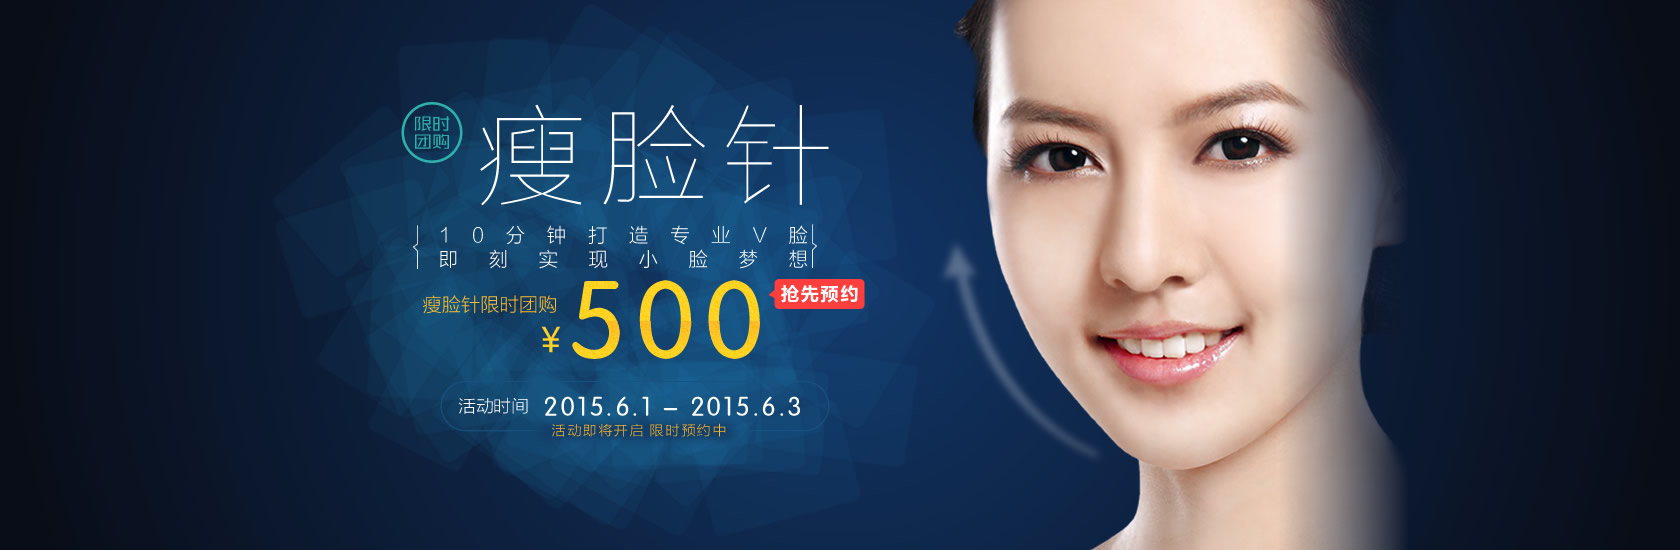 限时
团购
瘦脸针
10分钟打造专业V脸
即刻实现小脸梦想
瘦脸针限时团购
¥500
抢先预约
活动时间 2015.6.1 – 2015.6.3
活动即将开启 限时预约中